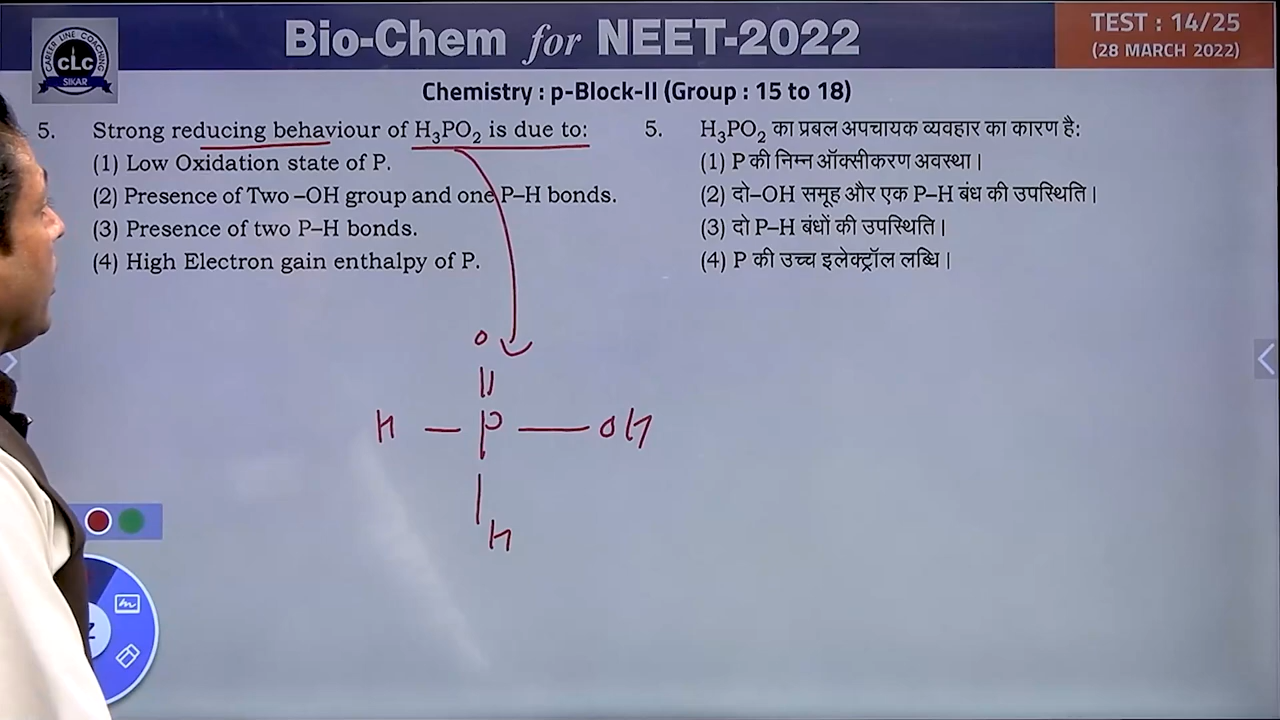 CAREER LINE COACHING
CLC
SIKAR
Bio-Chem for NEET-2022
TEST : 14/25
(28 MARCH 2022)
Chemistry : p-Block-II (Group : 15 to 18)
5. Strong reducing behaviour of H₃PO₂ is due to:
(1) Low Oxidation state of P.
(2) Presence of Two –OH group and one P–H bonds.
(3) Presence of two P–H bonds.
(4) High Electron gain enthalpy of P.
5. H₃PO₂ का प्रबल अपचायक व्यवहार का कारण है:
(1) P की निम्न ऑक्सीकरण अवस्था।
(2) दो–OH समूह और एक P–H बंध की उपस्थिति।
(3) दो P–H बंधों की उपस्थिति।
(4) P की उच्च इलेक्ट्रॉल लब्धि।
O
||
H – P – OH
|
H